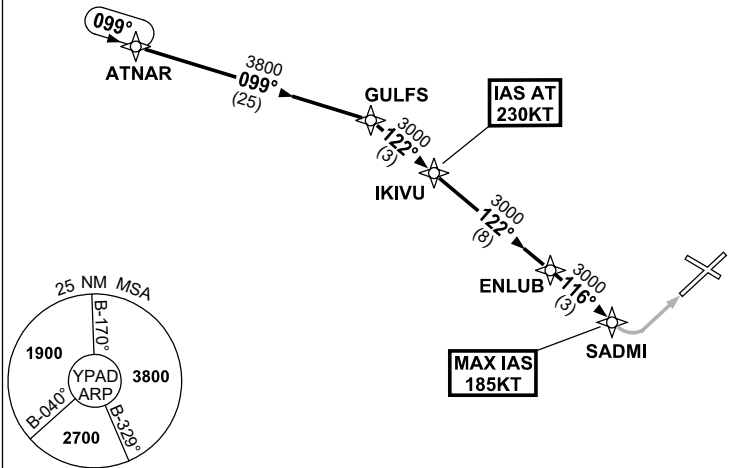 099°
ATNAR
3800
099°
(25)
GULFS
3000
122°
(3)
IAS AT
230KT
IKIVU
3000
122°
(8)
ENLUB
3000
116°
(3)
SADMI
MAX IAS
185KT
25 NM MSA
B-170°
1900
3800
YPAD
ARP
B-040°
B-329°
2700